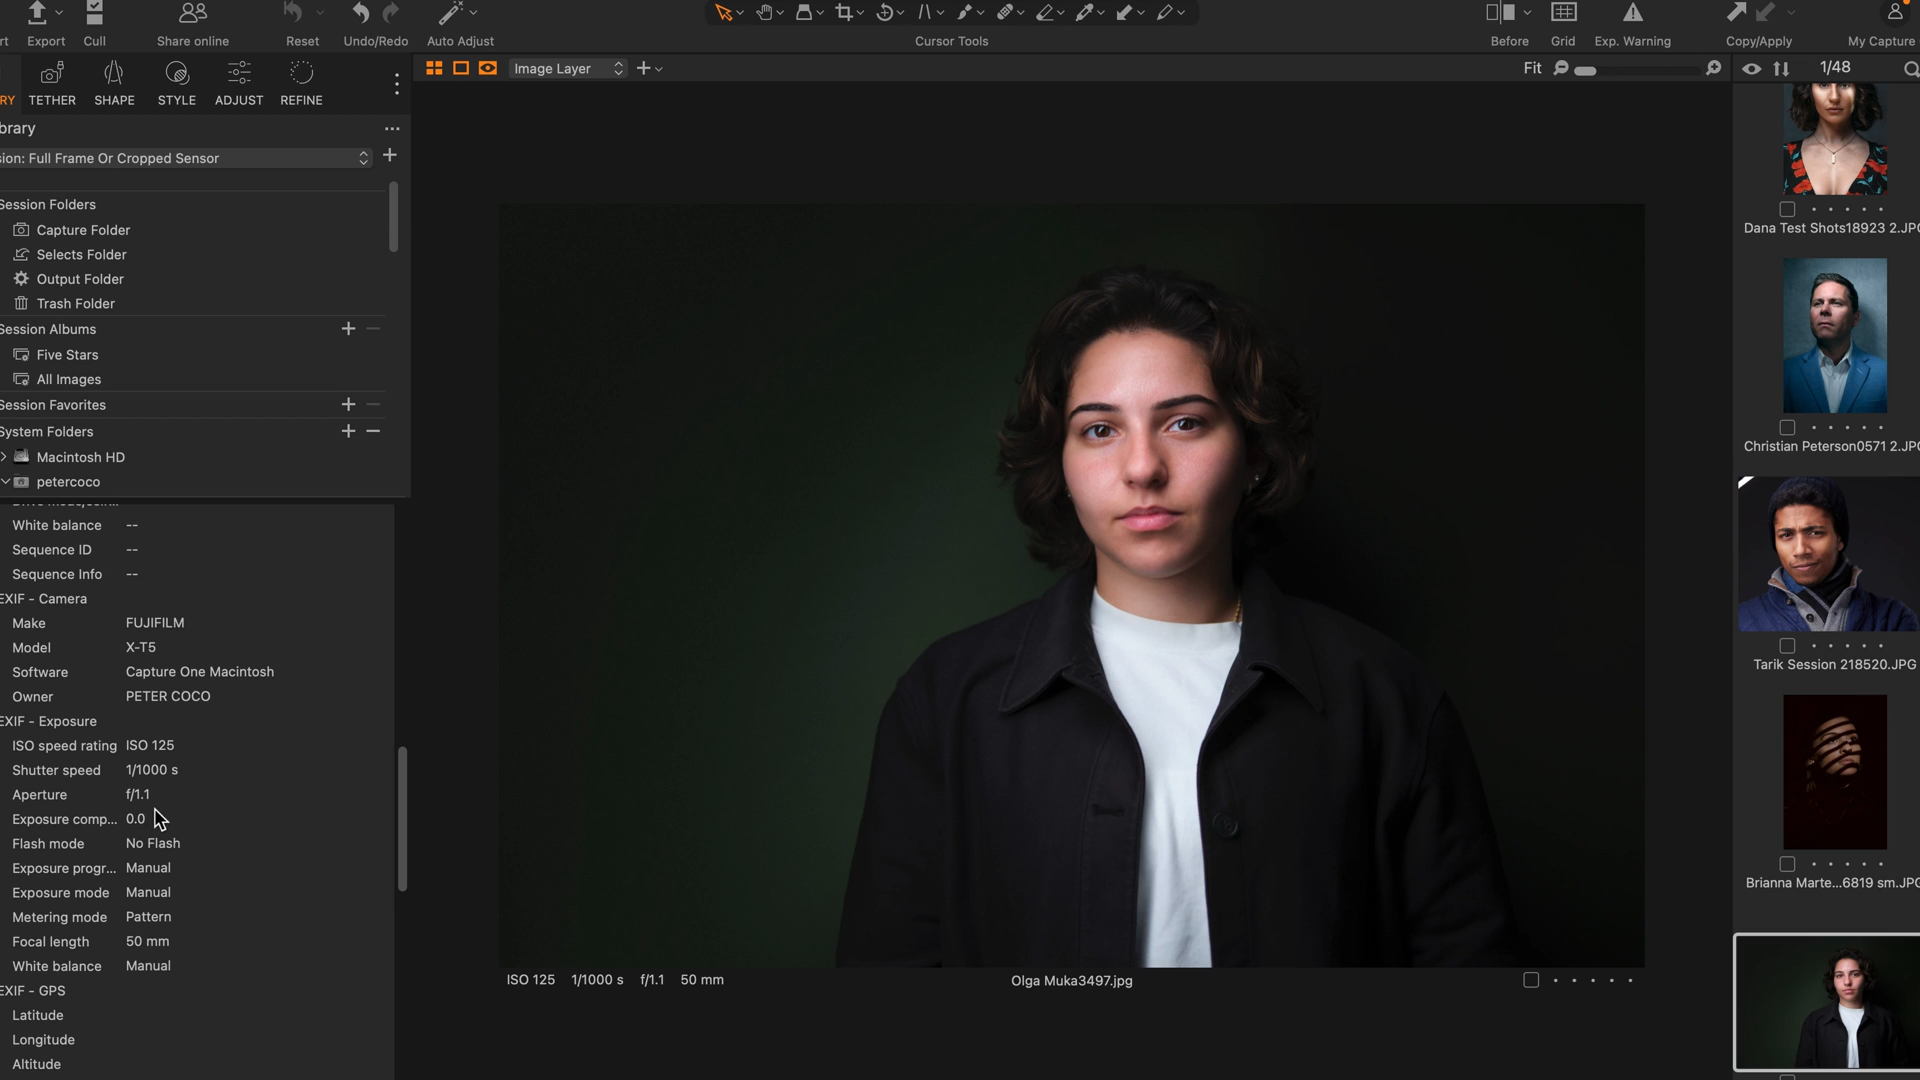 rt
Export
Cull
Share online
Reset
Undo/Redo
Auto Adjust
Cursor Tools
Before
Grid
Exp. Warning
Copy/Apply
My Capture
RY
TETHER
SHAPE
STYLE
ADJUST
REFINE
Image Layer
Fit
1/48
brary
sion: Full Frame Or Cropped Sensor
Session Folders
Capture Folder
Selects Folder
Output Folder
Trash Folder
Session Albums
Five Stars
All Images
Session Favorites
System Folders
Macintosh HD
petercoco
White balance --
Sequence ID --
Sequence Info --
EXIF - Camera
Make FUJIFILM
Model X-T5
Software Capture One Macintosh
Owner PETER COCO
EXIF - Exposure
ISO speed rating ISO 125
Shutter speed 1/1000 s
Aperture f/1.1
Exposure comp... 0.0
Flash mode No Flash
Exposure progr... Manual
Exposure mode Manual
Metering mode Pattern
Focal length 50 mm
White balance Manual
EXIF - GPS
Latitude
Longitude
Altitude
ISO 125 1/1000 s f/1.1 50 mm
Olga Muka3497.jpg
Dana Test Shots18923 2.JPG
Christian Peterson0571 2.JPG
Tarik Session 218520.JPG
Brianna Marte...6819 sm.JPG